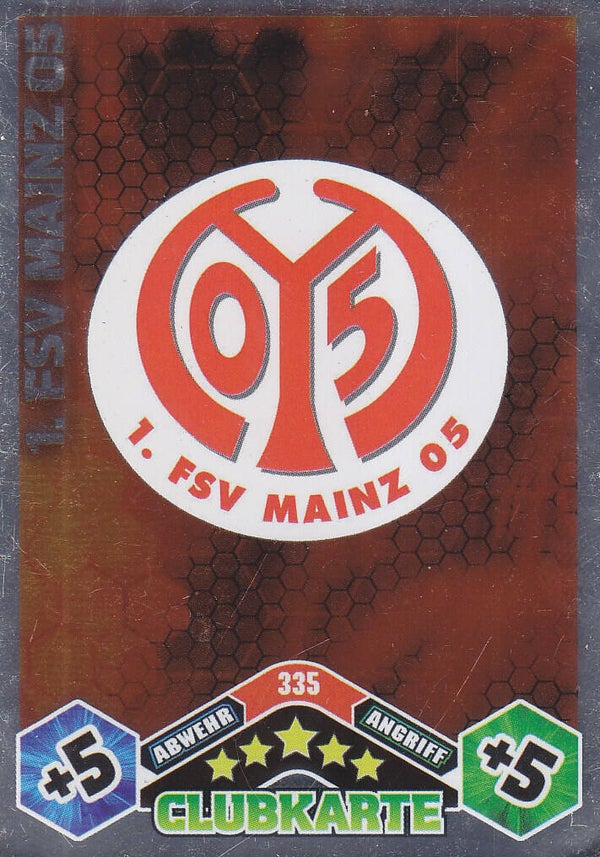 1. FSV MAINZ 05
05
1. FSV MAINZ 05
335
ABWEHR
ANGRIFF
+5
+5
CLUBKARTE